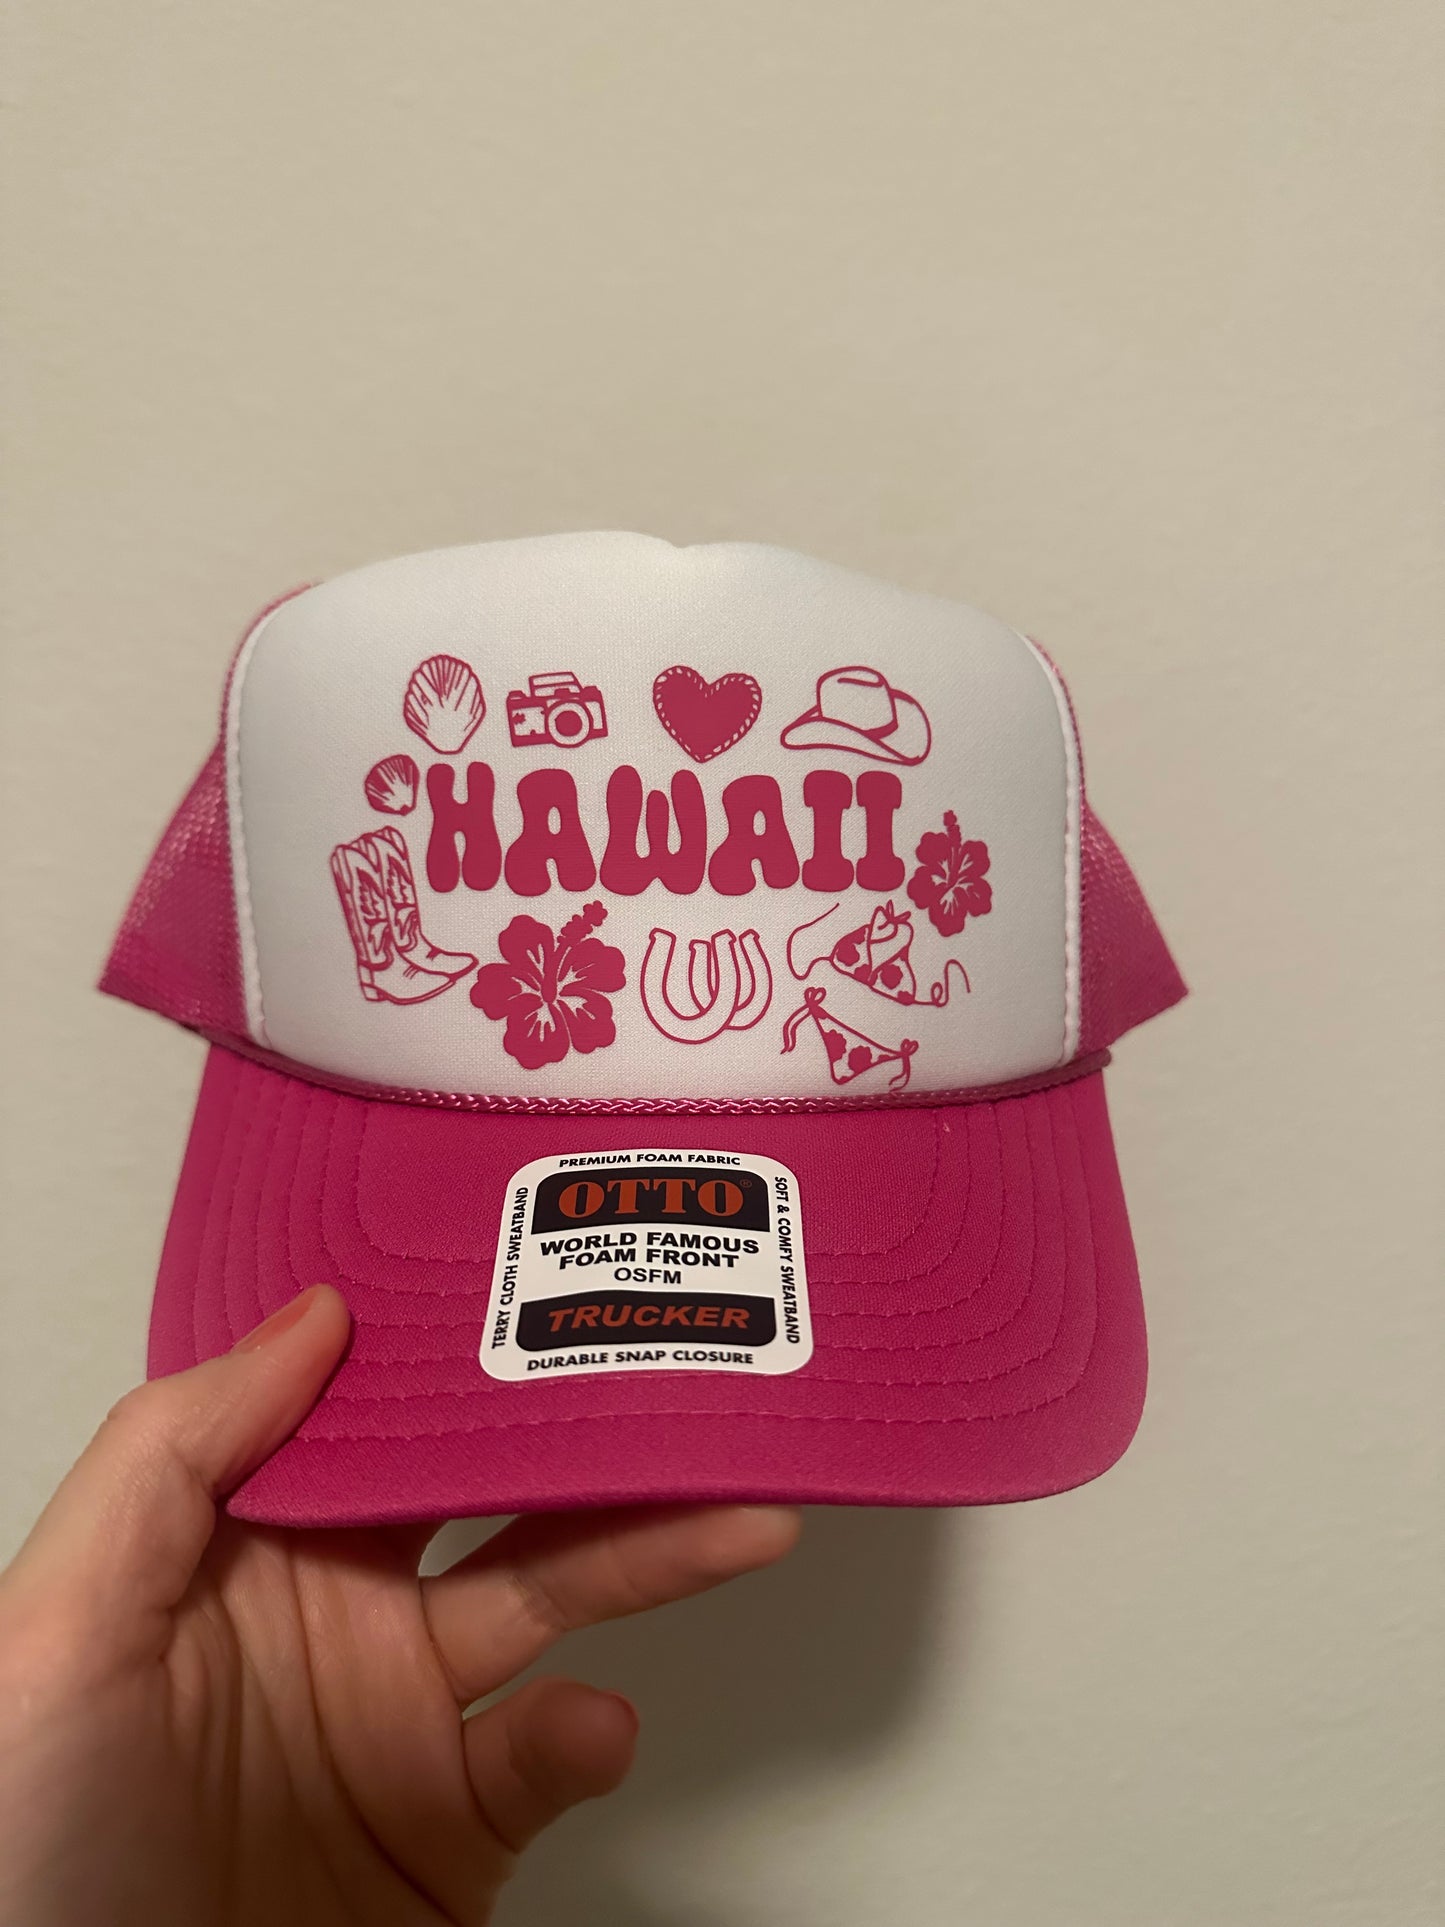 HAWAII
PREMIUM FOAM FABRIC
OTTO®
WORLD FAMOUS
FOAM FRONT
OSFM
TRUCKER
DURABLE SNAP CLOSURE
TERRY CLOTH SWEATBAND
SOFT & COMFY SWEATBAND